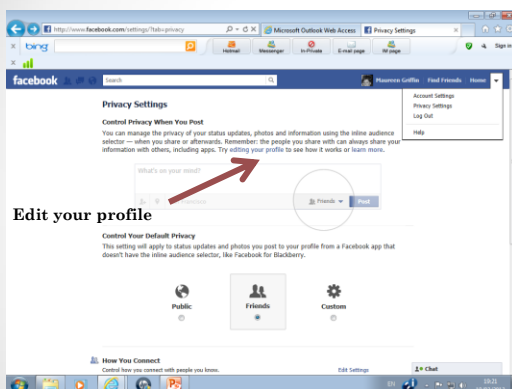 http://www.facebook.com/settings/?tab=privacy
Microsoft Outlook Web Access
Privacy Settings
x bing
Hotmail
Messenger
InPrivate
E-mail page
IM page
Sign in
x
facebook
Search
Maureen Griffin
Find Friends
Home
Account Settings
Privacy Settings
Log Out
Help
Privacy Settings
Control Privacy When You Post
You can manage the privacy of your status updates, photos and information using the inline audience
selector — when you share or afterwards. Remember: the people you share with can always share your
information with others, including apps. Try editing your profile to see how it works or learn more.
What's on your mind?
Friends
Post
Edit your profile
Control Your Default Privacy
This setting will apply to status updates and photos you post to your profile from a Facebook app that
doesn't have the inline audience selector, like Facebook for Blackberry.
Public
Friends
Custom
How You Connect
Control how you connect with people you know.
Edit Settings
Chat
EN
19:21